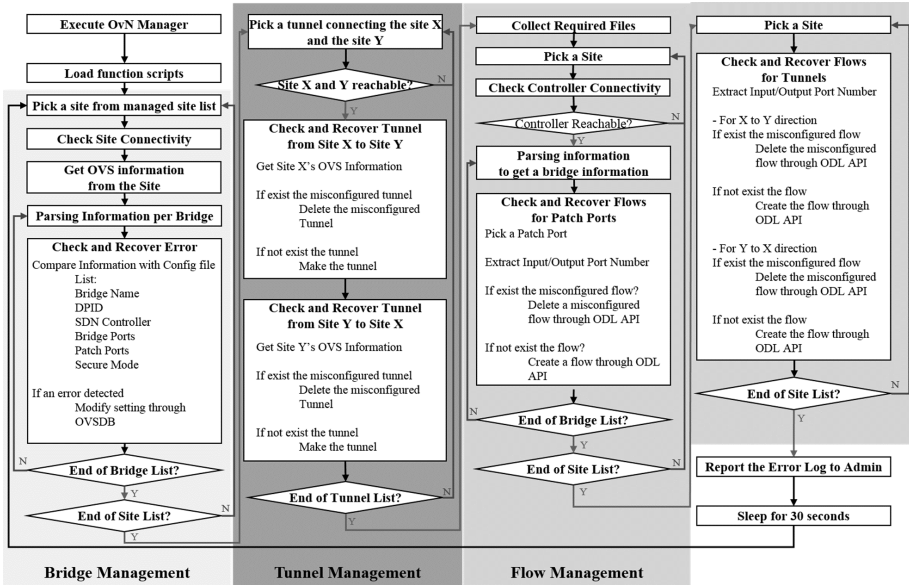 Execute OvN Manager
Load function scripts
Pick a site from managed site list
Check Site Connectivity
Get OVS information
from the Site
Parsing Information per Bridge
Check and Recover Error
Compare Information with Config file
List:
Bridge Name
DPID
SDN Controller
Bridge Ports
Patch Ports
Secure Mode
If an error detected
Modify setting through
OVSDB
End of Bridge List?
N
Y
End of Site List?
N
Y
Bridge Management
Pick a tunnel connecting the site X
and the site Y
Site X and Y reachable?
N
Y
Check and Recover Tunnel
from Site X to Site Y
Get Site X's OVS Information
If exist the misconfigured tunnel
Delete the misconfigured
Tunnel
If not exist the tunnel
Make the tunnel
Check and Recover Tunnel
from Site Y to Site X
Get Site Y's OVS Information
If exist the misconfigured tunnel
Delete the misconfigured
Tunnel
If not exist the tunnel
Make the tunnel
End of Tunnel List?
N
Y
Tunnel Management
Collect Required Files
Pick a Site
Check Controller Connectivity
Controller Reachable?
N
Y
Parsing information
to get a bridge information
Check and Recover Flows
for Patch Ports
Pick a Patch Port
Extract Input/Output Port Number
If exist the misconfigured flow?
Delete a misconfigured
flow through ODL API
If not exist the flow?
Create a flow through ODL
API
End of Bridge List?
N
Y
End of Site List?
N
Y
Flow Management
Pick a Site
Check and Recover Flows
for Tunnels
Extract Input/Output Port Number
- For X to Y direction
If exist the misconfigured flow
Delete the misconfigured
flow through ODL API
If not exist the flow
Create the flow through
ODL API
- For Y to X direction
If exist the misconfigured flow
Delete the misconfigured
flow through ODL API
If not exist the flow
Create the flow through
ODL API
End of Site List?
N
Y
Report the Error Log to Admin
Sleep for 30 seconds